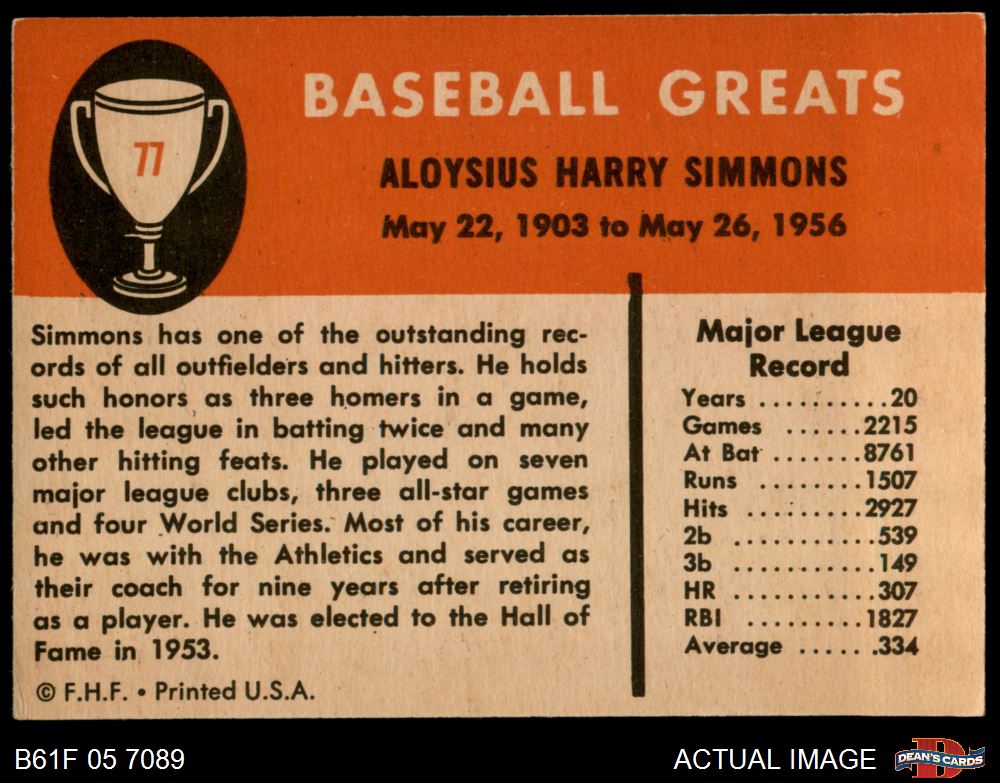 77
BASEBALL GREATS
ALOYSIUS HARRY SIMMONS
May 22, 1903 to May 26, 1956
Simmons has one of the outstanding rec-
ords of all outfielders and hitters. He holds
such honors as three homers in a game,
led the league in batting twice and many
other hitting feats. He played on seven
major league clubs, three all-star games
and four World Series. Most of his career,
he was with the Athletics and served as
their coach for nine years after retiring
as a player. He was elected to the Hall of
Fame in 1953.
© F.H.F. • Printed U.S.A.
Major League
Record
Years ..........20
Games ......2215
At Bat .......8761
Runs ........1507
Hits .........2927
2b ..........539
3b ..........149
HR ..........307
RBI .........1827
Average ......334
B61F 05 7089
ACTUAL IMAGE
D
DEAN'S CARDS